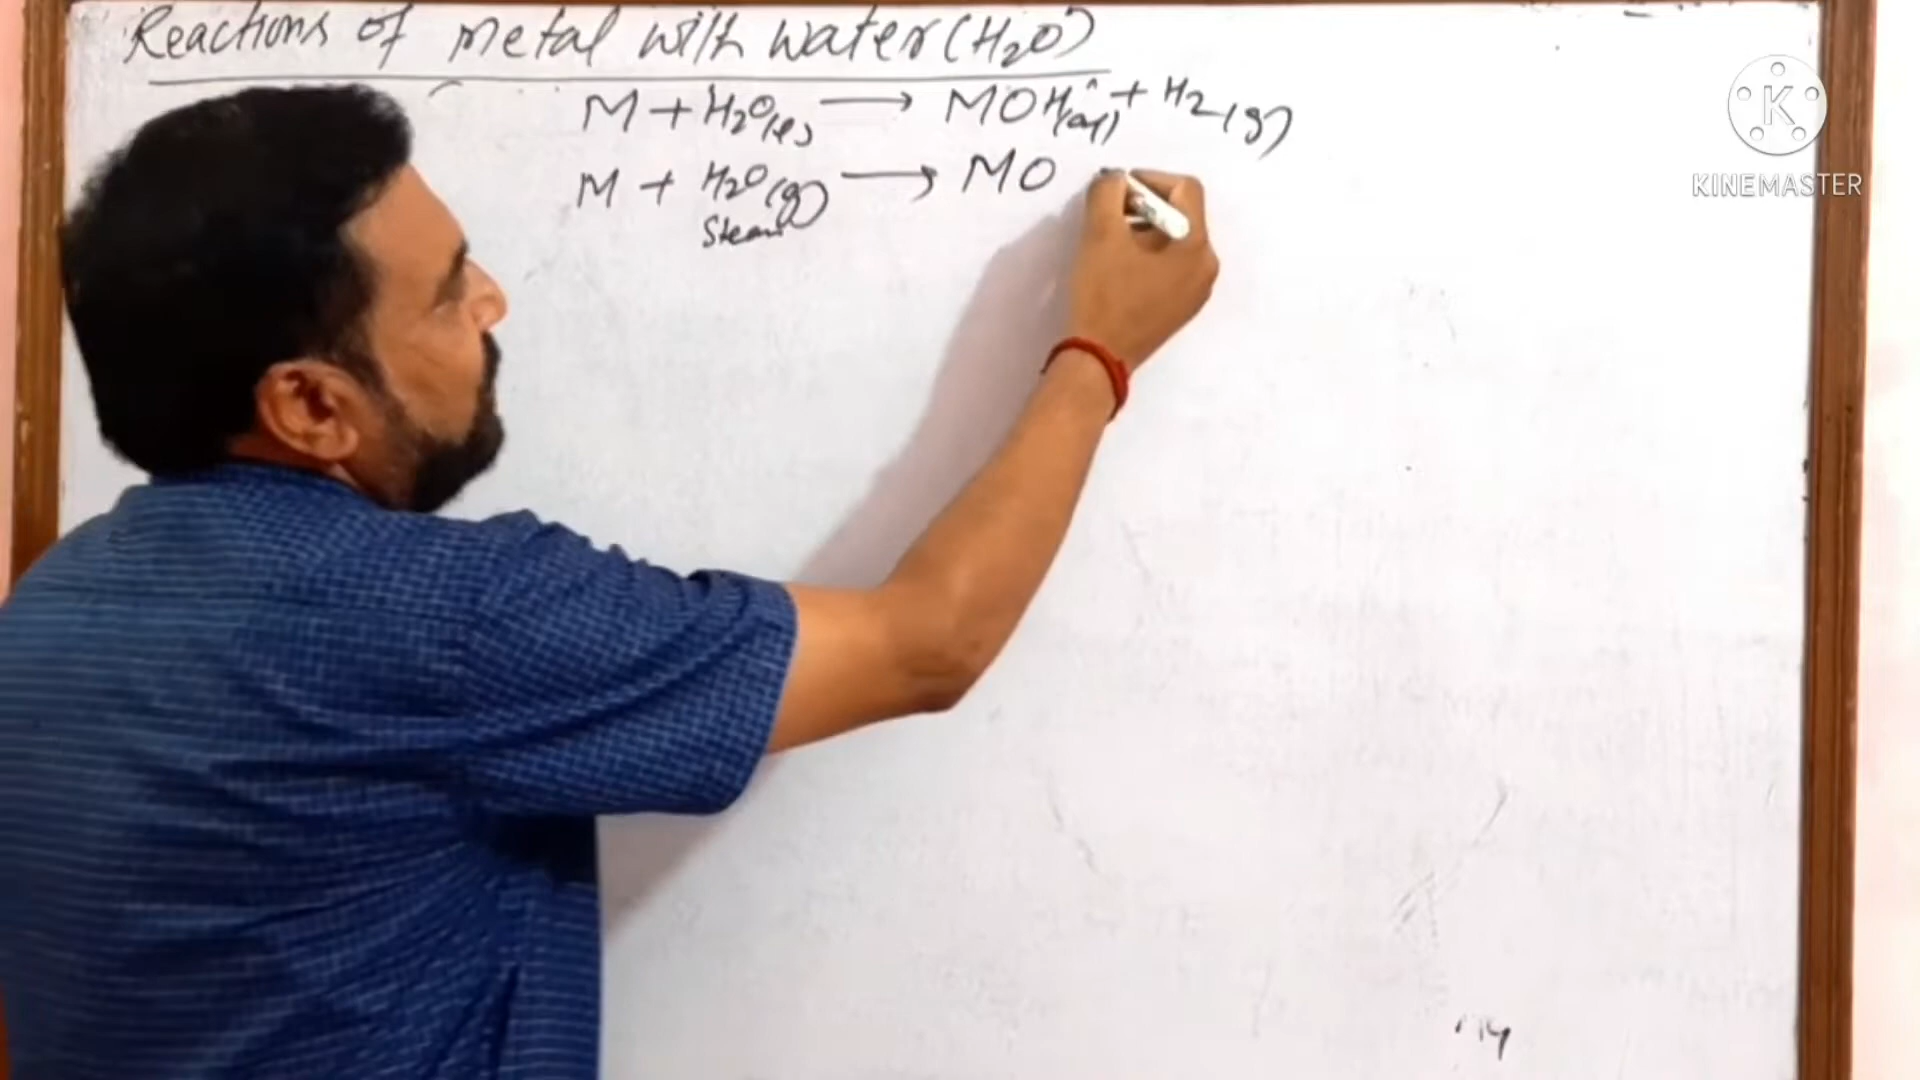 Reactions of metal with water (H₂O)
M + H₂O(l) ⟶ MOH(aq) + H₂(g)
M + H₂O(g) ⟶ MO
Steam
K
KINEMASTER